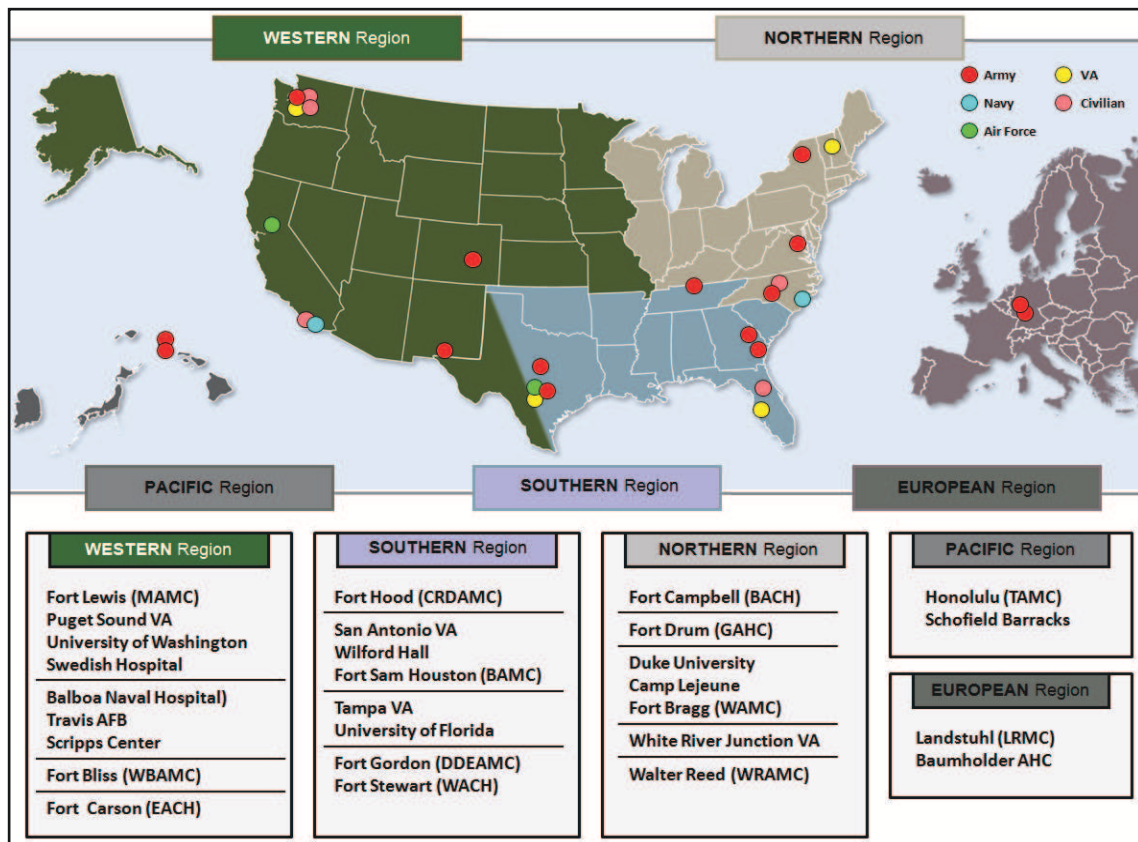 WESTERN Region
NORTHERN Region
Army
VA
Navy
Civilian
Air Force
PACIFIC Region
SOUTHERN Region
EUROPEAN Region
WESTERN Region
Fort Lewis (MAMC)
Puget Sound VA
University of Washington
Swedish Hospital
Balboa Naval Hospital)
Travis AFB
Scripps Center
Fort Bliss (WBAMC)
Fort Carson (EACH)
SOUTHERN Region
Fort Hood (CRDAMC)
San Antonio VA
Wilford Hall
Fort Sam Houston (BAMC)
Tampa VA
University of Florida
Fort Gordon (DDEAMC)
Fort Stewart (WACH)
NORTHERN Region
Fort Campbell (BACH)
Fort Drum (GAHC)
Duke University
Camp Lejeune
Fort Bragg (WAMC)
White River Junction VA
Walter Reed (WRAMC)
PACIFIC Region
Honolulu (TAMC)
Schofield Barracks
EUROPEAN Region
Landstuhl (LRMC)
Baumholder AHC